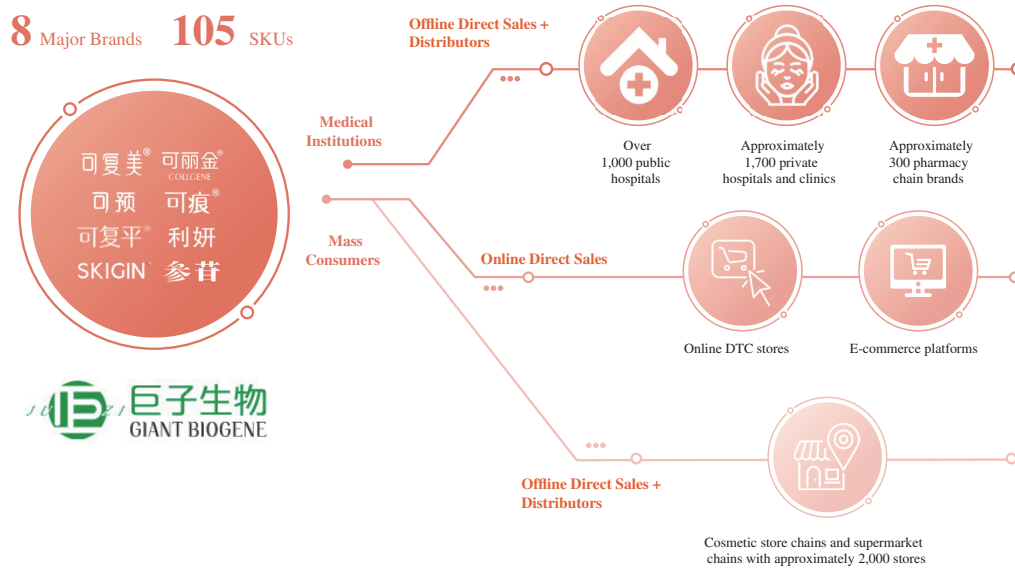 8 Major Brands 105 SKUs
可复美® 可丽金®
COLLGENE
可预 可痕®
可复平® 利妍
SKIGIN 参苷
JU ZI 巨子生物
GIANT BIOGENE
Medical
Institutions
Mass
Consumers
Offline Direct Sales +
Distributors
Over
1,000 public
hospitals
Approximately
1,700 private
hospitals and clinics
Approximately
300 pharmacy
chain brands
Online Direct Sales
Online DTC stores
E-commerce platforms
Offline Direct Sales +
Distributors
Cosmetic store chains and supermarket
chains with approximately 2,000 stores